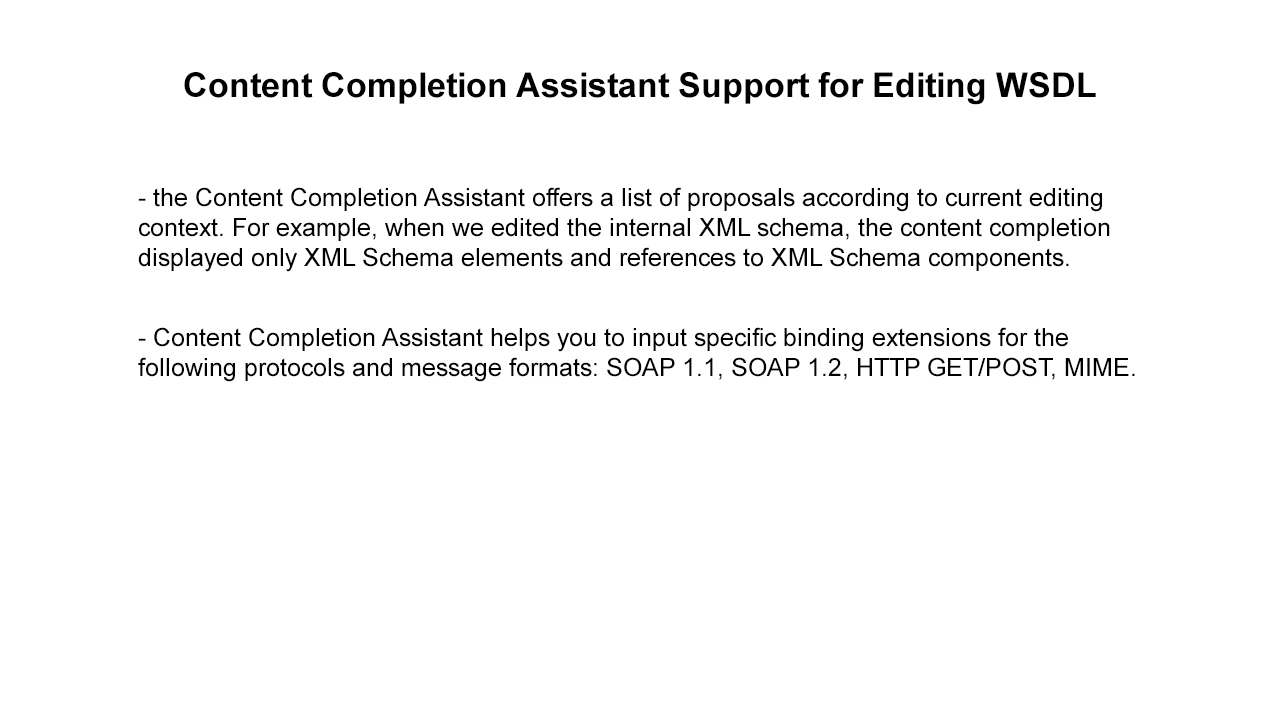 Content Completion Assistant Support for Editing WSDL
- the Content Completion Assistant offers a list of proposals according to current editing
context. For example, when we edited the internal XML schema, the content completion
displayed only XML Schema elements and references to XML Schema components.
- Content Completion Assistant helps you to input specific binding extensions for the
following protocols and message formats: SOAP 1.1, SOAP 1.2, HTTP GET/POST, MIME.